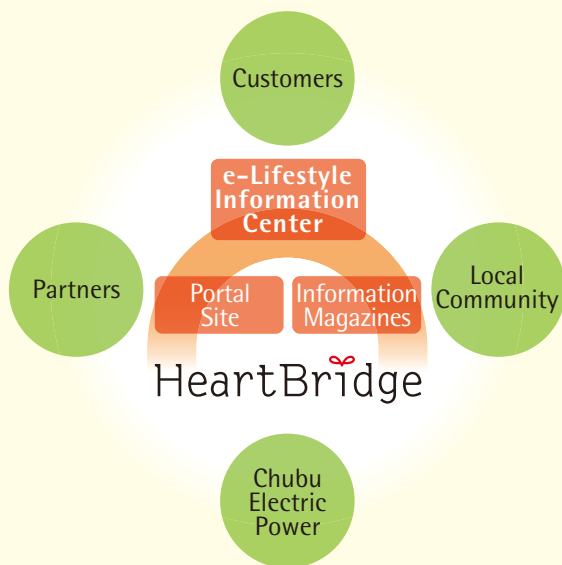 Customers
e-Lifestyle
Information
Center
Partners
Portal
Site
Information
Magazines
Local
Community
HeartBridge
Chubu
Electric
Power